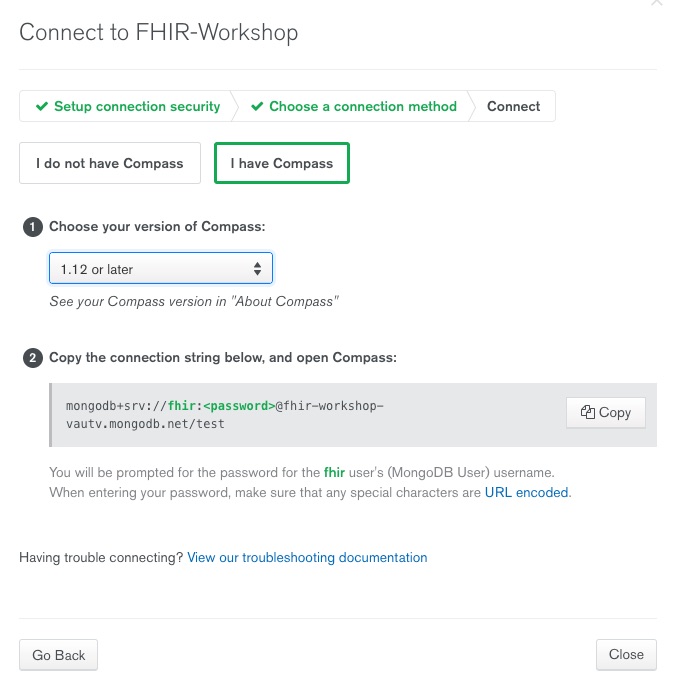 Connect to FHIR-Workshop
Setup connection security Choose a connection method Connect
I do not have Compass I have Compass
1 Choose your version of Compass:
1.12 or later
See your Compass version in "About Compass"
2 Copy the connection string below, and open Compass:
mongodb+srv://fhir:<password>@fhir-workshop-
vautv.mongodb.net/test
Copy
You will be prompted for the password for the fhir user's (MongoDB User) username.
When entering your password, make sure that any special characters are URL encoded.
Having trouble connecting? View our troubleshooting documentation
Go Back Close